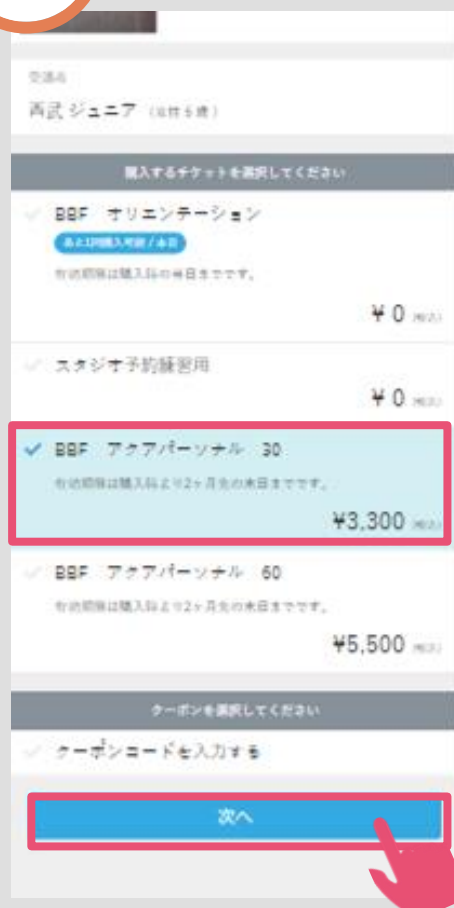 西武 ジュニア
購入するチケットを選択してください
BBF オリエンテーション
有効期限は購入日の当日までです。
¥ 0
スタジオ予約練習用
¥ 0
BBF アクアパーソナル 30
有効期限は購入日より2ヶ月先の末日までです。
¥3,300
BBF アクアパーソナル 60
有効期限は購入日より2ヶ月先の末日までです。
¥5,500
クーポンを選択してください
クーポンコードを入力する
次へ